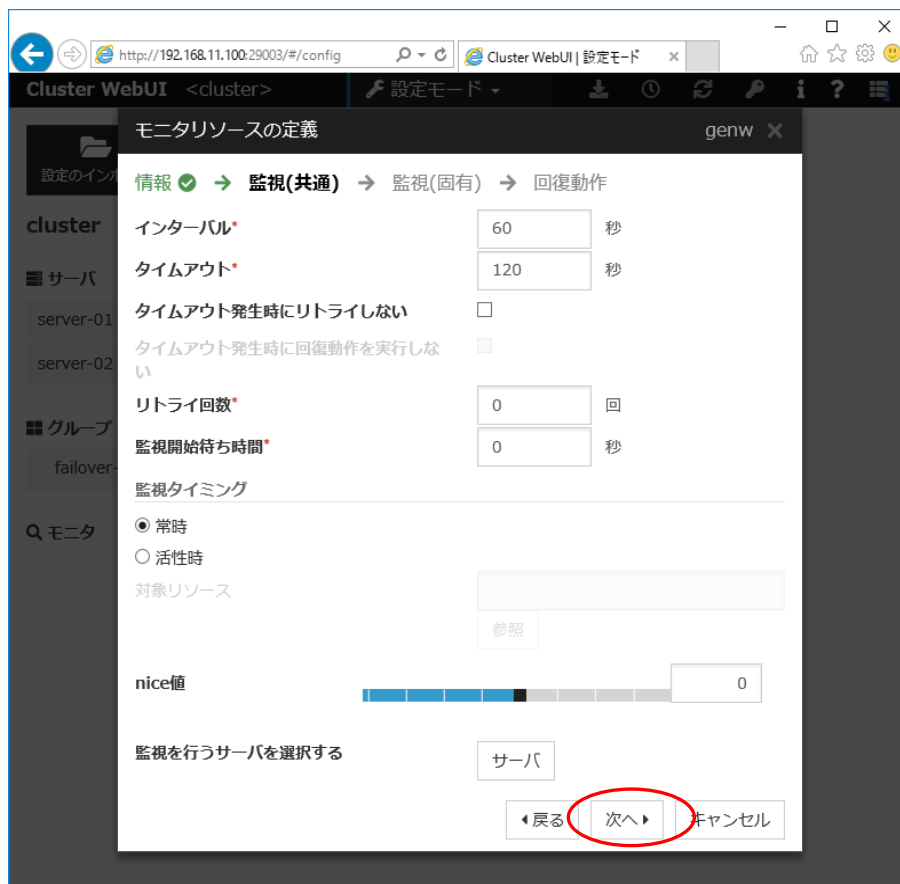 http://192.168.11.100:29003/#/config
Cluster WebUI | 設定モード
Cluster WebUI <cluster>
設定モード
モニタリソースの定義
genw
設定のインポ
情報 → 監視(共通) → 監視(固有) → 回復動作
cluster
インターバル*
60
秒
サーバ
タイムアウト*
120
秒
server-01
タイムアウト発生時にリトライしない
server-02
タイムアウト発生時に回復動作を実行しな
い
リトライ回数*
0
回
グループ
監視開始待ち時間*
0
秒
failover-
監視タイミング
モニタ
常時
活性時
対象リソース
参照
nice値
0
監視を行うサーバを選択する
サーバ
戻る
次へ
キャンセル